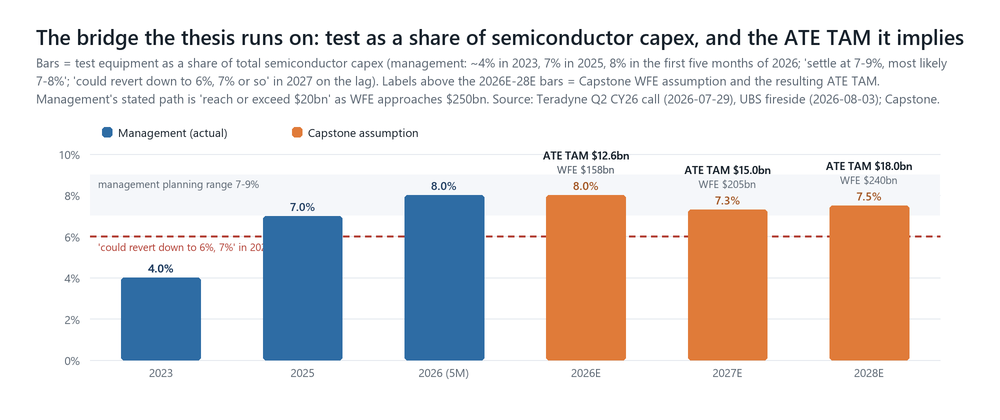 The bridge the thesis runs on: test as a share of semiconductor capex, and the ATE TAM it implies
Bars = test equipment as a share of total semiconductor capex (management: ~4% in 2023, 7% in 2025, 8% in the first five months of 2026; 'settle at 7-9%, most likely
7-8%'; 'could revert down to 6%, 7% or so' in 2027 on the lag). Labels above the 2026E-28E bars = Capstone WFE assumption and the resulting ATE TAM.
Management's stated path is 'reach or exceed $20bn' as WFE approaches $250bn. Source: Teradyne Q2 CY26 call (2026-07-29), UBS fireside (2026-08-03); Capstone.
Management (actual)
Capstone assumption
10%
8%
6%
4%
2%
0%
management planning range 7-9%
'could revert down to 6%, 7%' in 202
4.0%
7.0%
8.0%
ATE TAM $12.6bn
WFE $158bn
8.0%
ATE TAM $15.0bn
WFE $205bn
7.3%
ATE TAM $18.0bn
WFE $240bn
7.5%
2023
2025
2026 (5M)
2026E
2027E
2028E